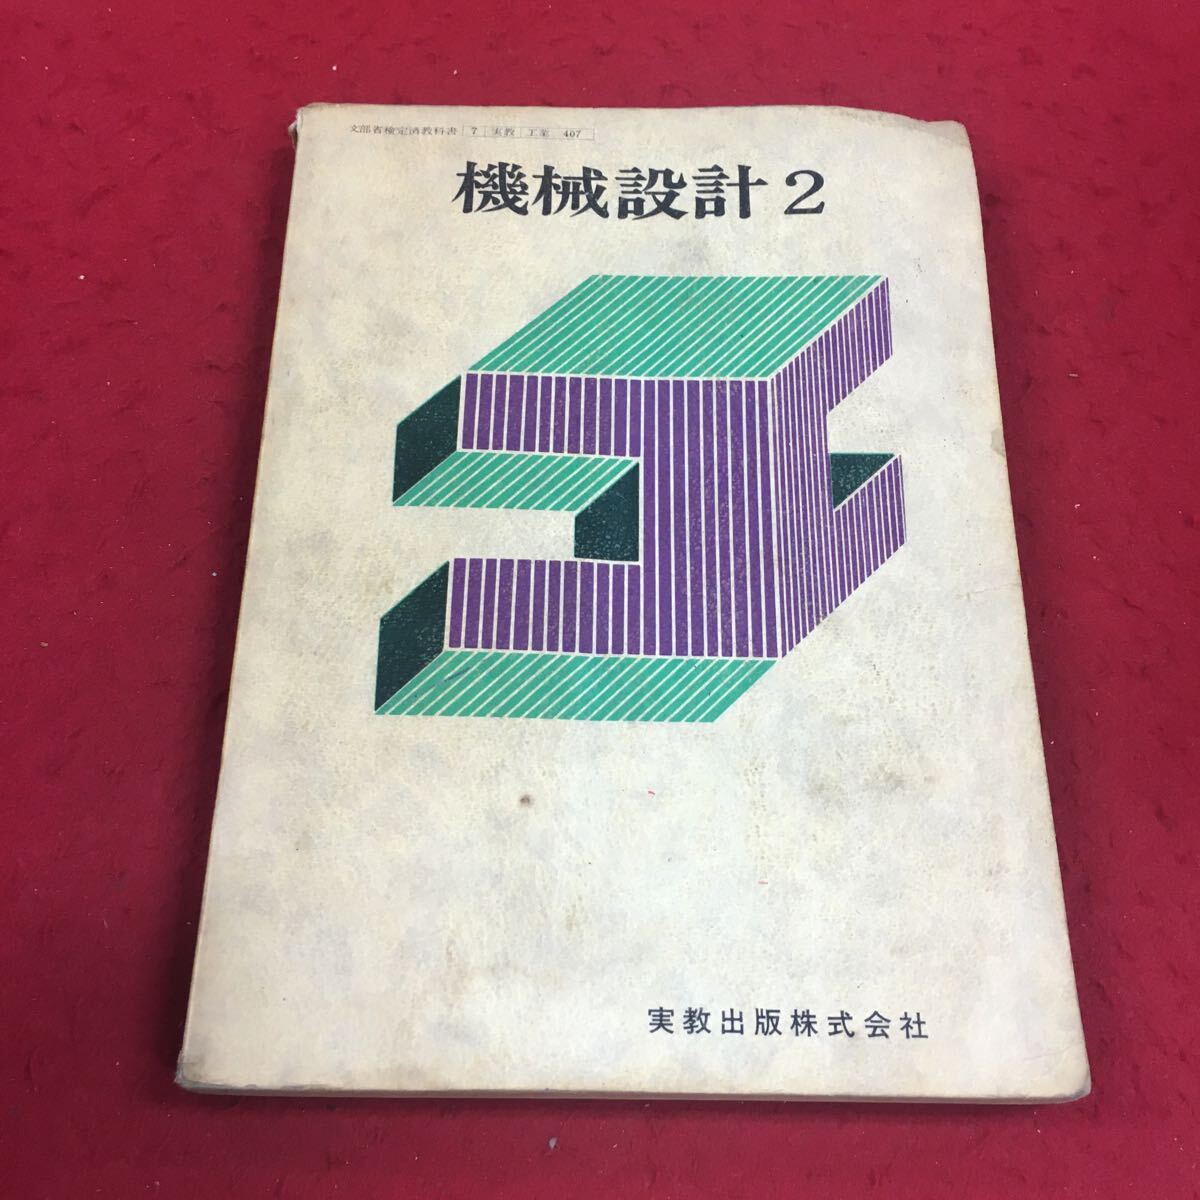 文部省検定済教科書 7 実教 工業 407
機械設計2
実教出版株式会社